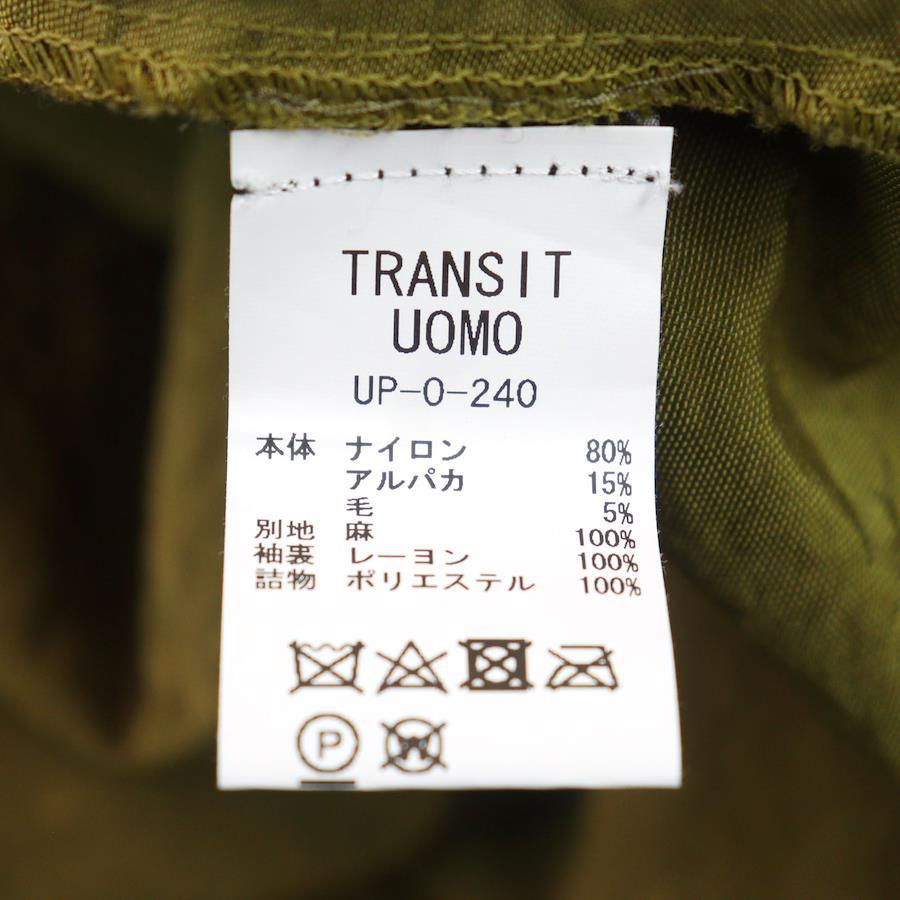 TRANSIT
UOMO
UP-0-240
本体 ナイロン 80%
アルパカ 15%
毛 5%
別地 麻 100%
袖裏 レーヨン 100%
詰物 ポリエステル 100%
P W